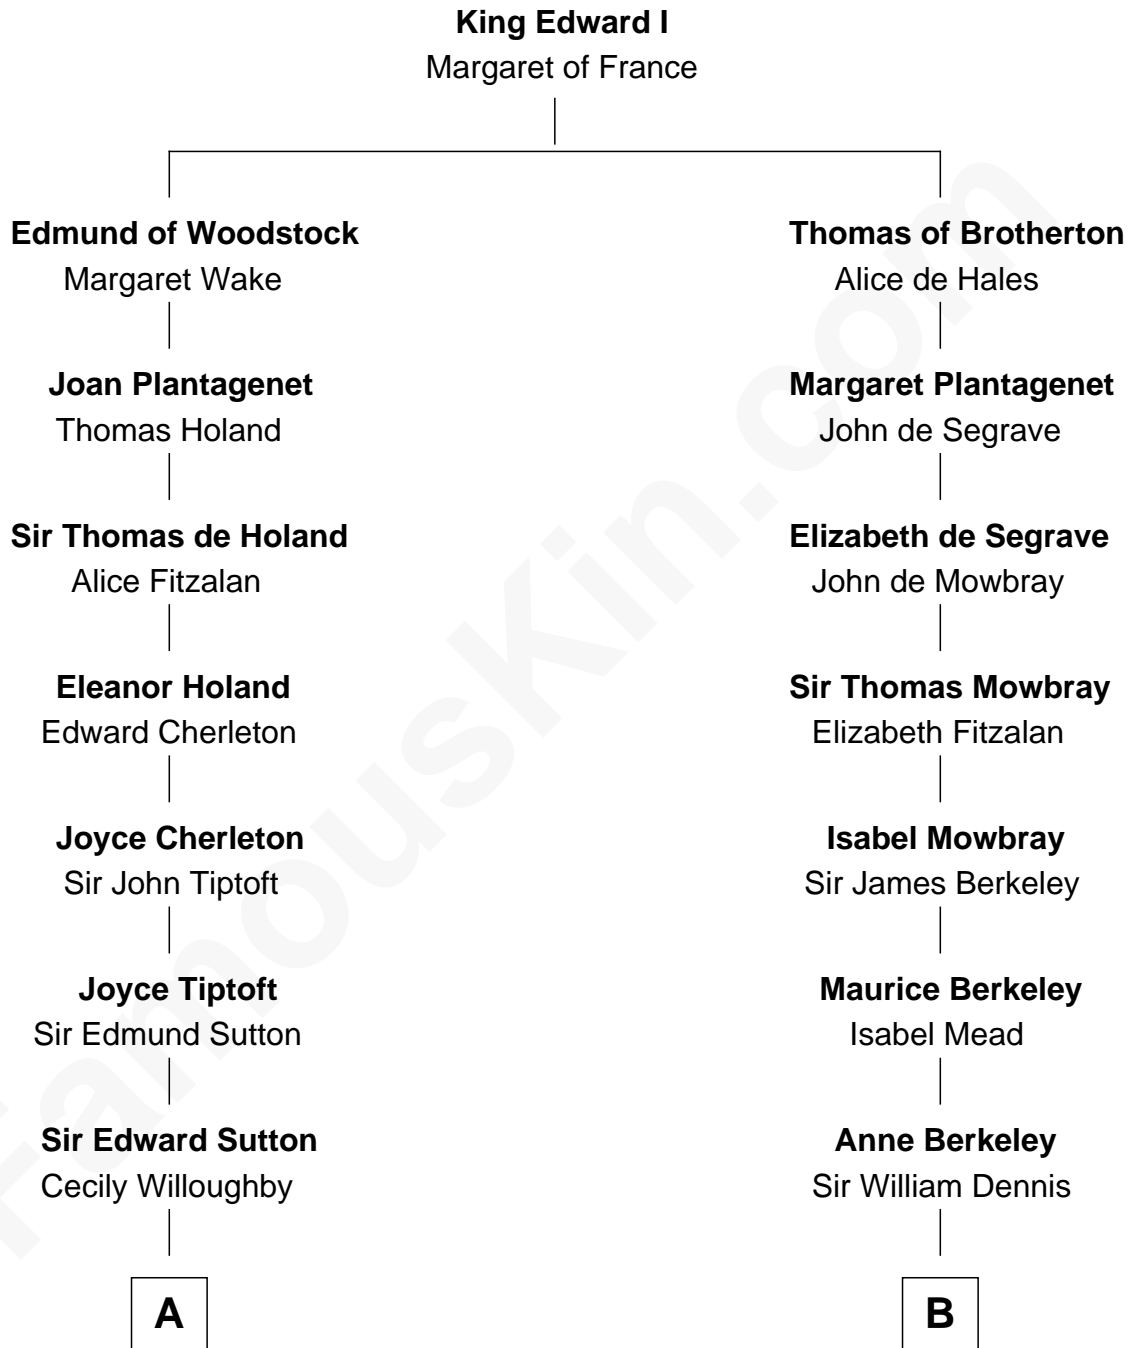 King Edward I
Margaret of France
Edmund of Woodstock
Margaret Wake
Thomas of Brotherton
Alice de Hales
Joan Plantagenet
Thomas Holand
Margaret Plantagenet
John de Segrave
Sir Thomas de Holand
Alice Fitzalan
Elizabeth de Segrave
John de Mowbray
Eleanor Holand
Edward Cherleton
Sir Thomas Mowbray
Elizabeth Fitzalan
Joyce Cherleton
Sir John Tiptoft
Isabel Mowbray
Sir James Berkeley
Joyce Tiptoft
Sir Edmund Sutton
Maurice Berkeley
Isabel Mead
Sir Edward Sutton
Cecily Willoughby
Anne Berkeley
Sir William Dennis
A
B
FamousKin.com